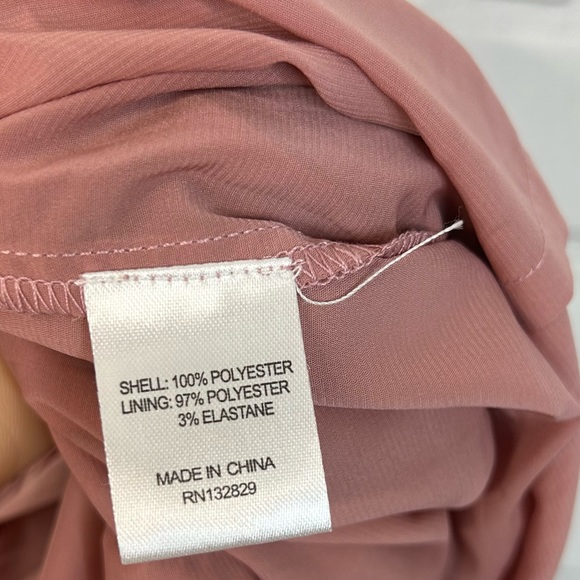 SHELL: 100% POLYESTER
LINING: 97% POLYESTER
3% ELASTANE
MADE IN CHINA
RN132829